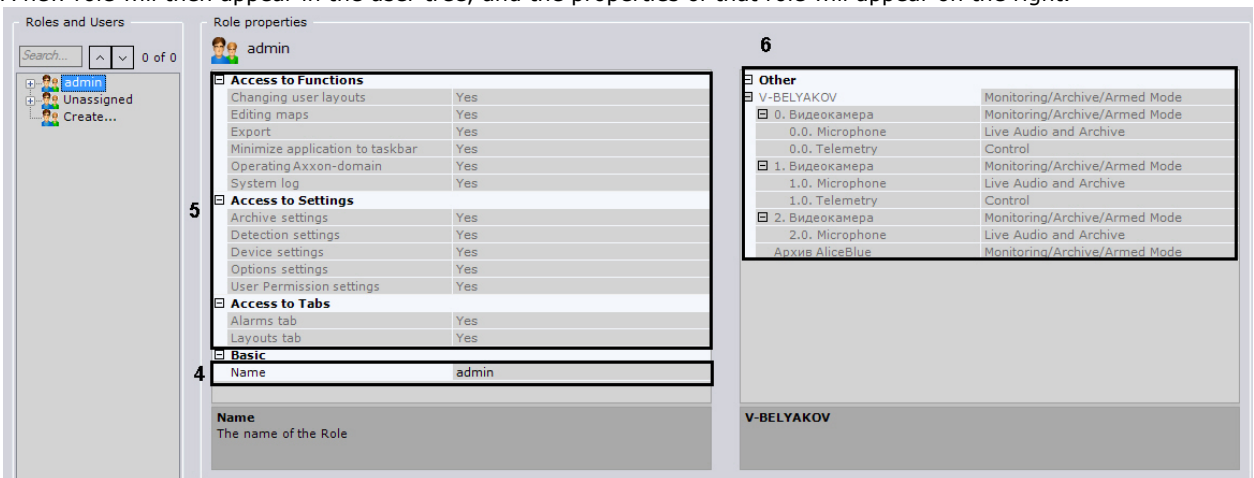 A new role will then appear in the user tree, and the properties of that role will appear on the right.
Roles and Users
Search... 0 of 0
admin
Unassigned
Create...
Role properties
admin
5
Access to Functions
Changing user layouts Yes
Editing maps Yes
Export Yes
Minimize application to taskbar Yes
Operating Axxon-domain Yes
System log Yes
Access to Settings
Archive settings Yes
Detection settings Yes
Device settings Yes
Options settings Yes
User Permission settings Yes
Access to Tabs
Alarms tab Yes
Layouts tab Yes
Basic
4 Name admin
Name
The name of the Role
6
Other
V-BELYAKOV Monitoring/Archive/Armed Mode
0. Видеокамера Monitoring/Archive/Armed Mode
0.0. Microphone Live Audio and Archive
0.0. Telemetry Control
1. Видеокамера Monitoring/Archive/Armed Mode
1.0. Microphone Live Audio and Archive
1.0. Telemetry Control
2. Видеокамера Monitoring/Archive/Armed Mode
2.0. Microphone Live Audio and Archive
Архив AliceBlue Monitoring/Archive/Armed Mode
V-BELYAKOV